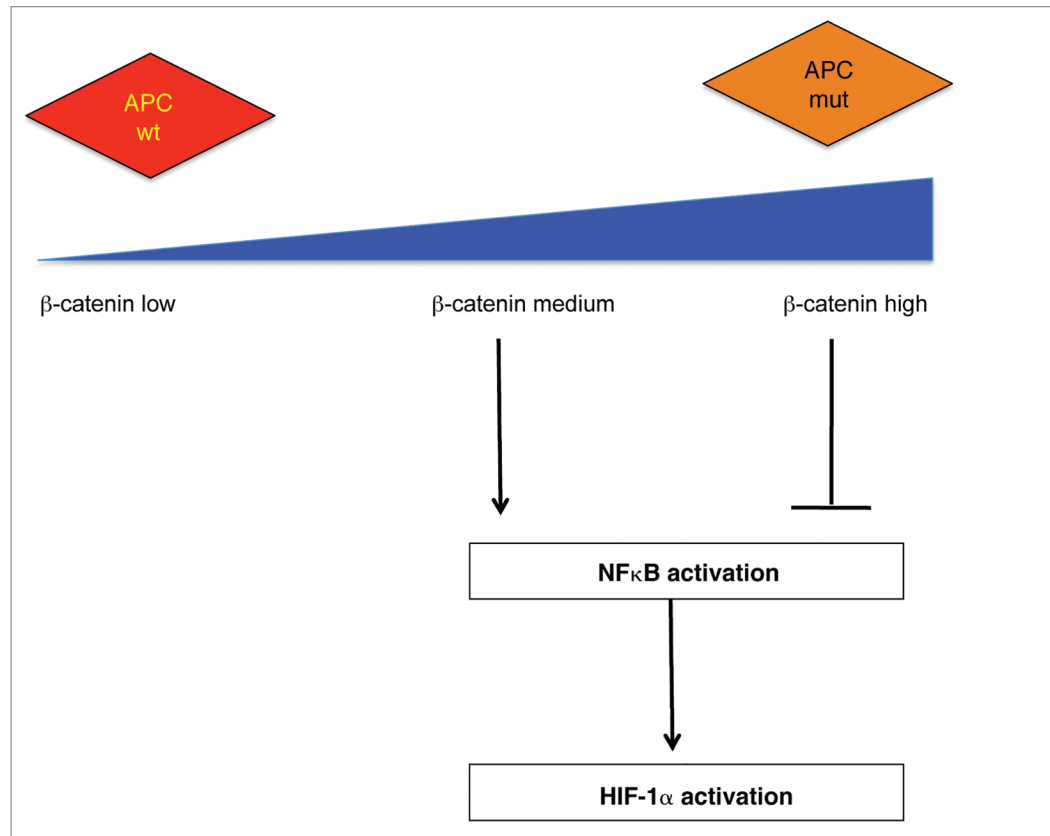 APC
wt
APC
mut
β-catenin low
β-catenin medium
β-catenin high
NFκB activation
HIF-1α activation